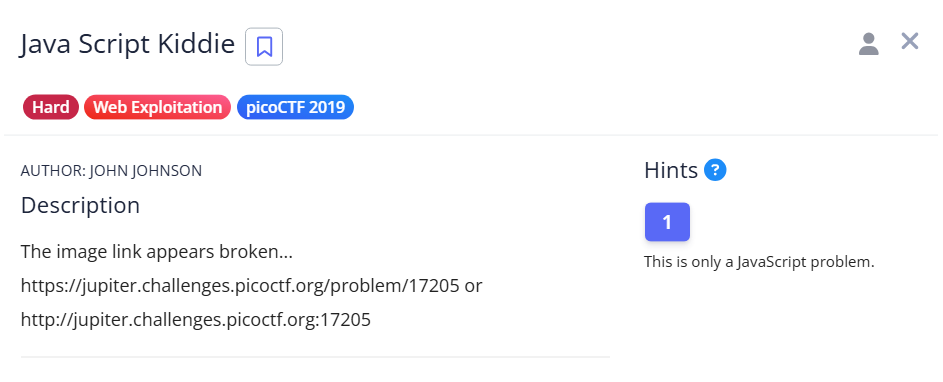 Java Script Kiddie
Hard Web Exploitation picoCTF 2019
AUTHOR: JOHN JOHNSON
Description
The image link appears broken...
https://jupiter.challenges.picoctf.org/problem/17205 or
http://jupiter.challenges.picoctf.org:17205
Hints ?
1
This is only a JavaScript problem.